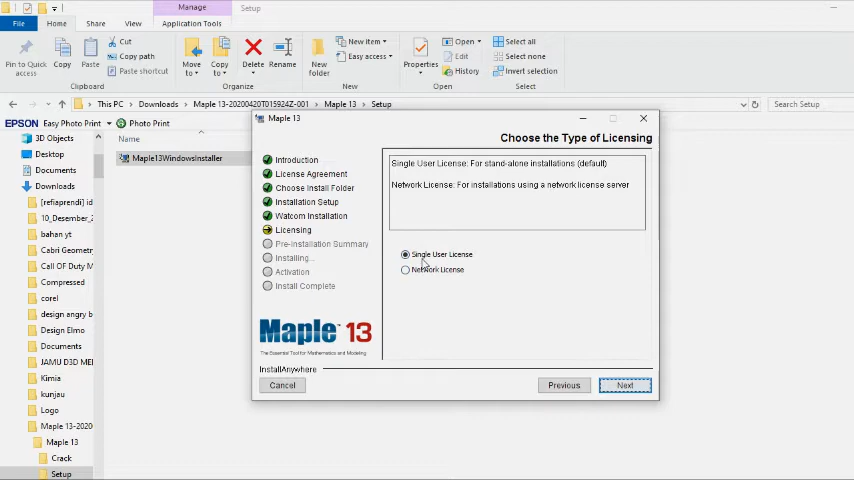 Manage
Setup
File
Home
Share
View
Application Tools
Pin to Quick
access
Copy
Paste
Cut
Copy path
Paste shortcut
Clipboard
Move
to
Copy
to
Delete
Rename
Organize
New
folder
New item
Easy access
New
Properties
Open
Edit
History
Open
Select all
Select none
Invert selection
Select
This PC
Downloads
Maple 13-20200420T015924Z-001
Maple 13
Setup
Search Setup
EPSON
Easy Photo Print
Photo Print
3D Objects
Desktop
Downloads
[refiaprendi] id
10_Desember_2
bahan yt
Cabri Geometri
Call OF Duty M
Compressed
corel
design angry b
Design Elmo
Documents
JAMU D3D MEI
Kimia
kunjau
Logo
Maple 13-2020
Maple 13
Crack
Setup
Name
Maple13WindowsInstaller
Maple 13
Choose the Type of Licensing
Introduction
License Agreement
Choose Install Folder
Installation Setup
Watcom Installation
Licensing
Pre-Installation Summary
Installing...
Activation
Install Complete
Single User License: For stand-alone installations (default)
Network License: For installations using a network license server
Single User License
Network License
Maple 13
The Essential Tool for Mathematics and Modeling
InstallAnywhere
Cancel
Previous
Next